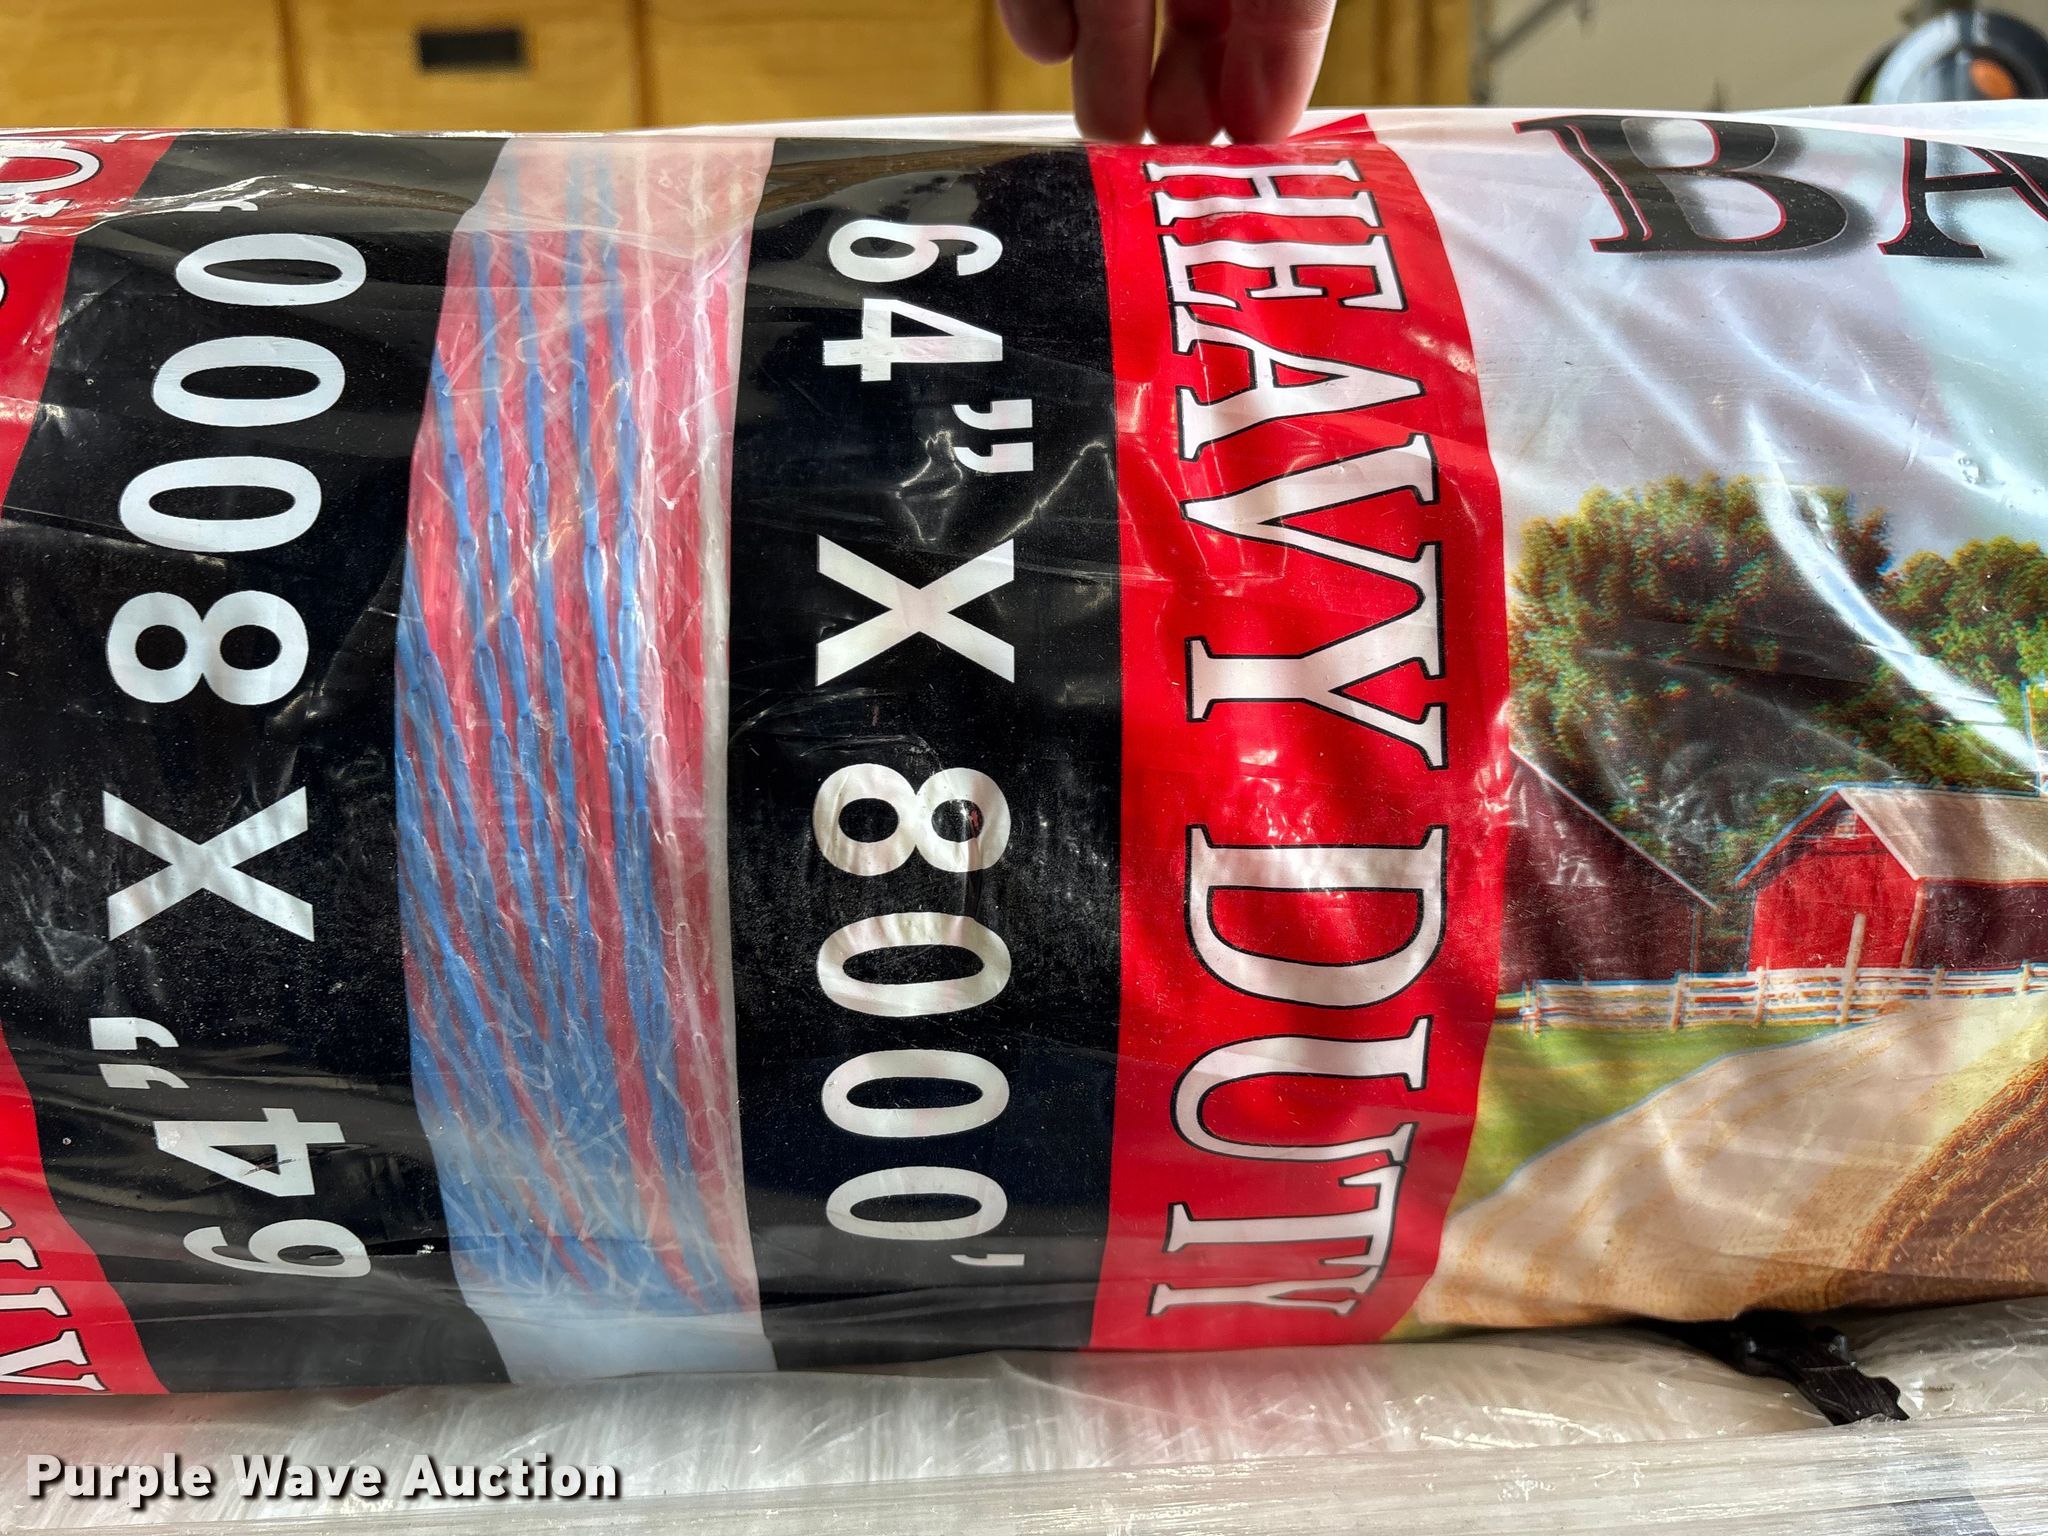 64" X 8000'
64" X 8000'
HEAVY DUTY
BA
Purple Wave Auction